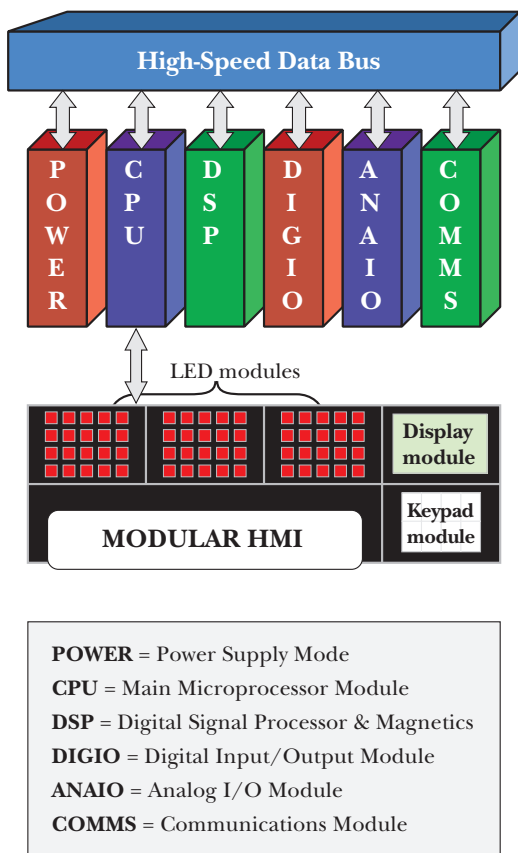 High-Speed Data Bus
POWER
CPU
DSP
DIGIO
ANAIO
COMMS
LED modules
Display
module
Keypad
module
MODULAR HMI
POWER = Power Supply Mode
CPU = Main Microprocessor Module
DSP = Digital Signal Processor & Magnetics
DIGIO = Digital Input/Output Module
ANAIO = Analog I/O Module
COMMS = Communications Module